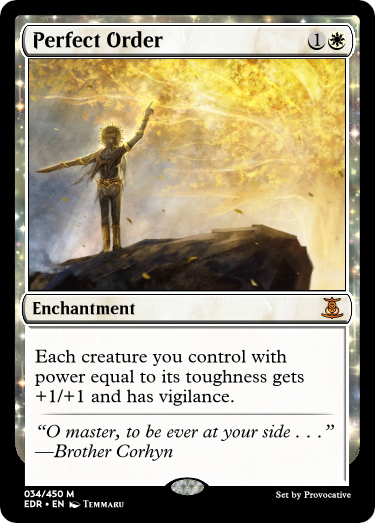 Perfect Order 1
Enchantment
Each creature you control with
power equal to its toughness gets
+1/+1 and has vigilance.
“O master, to be ever at your side . . .”
—Brother Corhyn
034/450 M
EDR • EN Temmaru
Set by Provocative